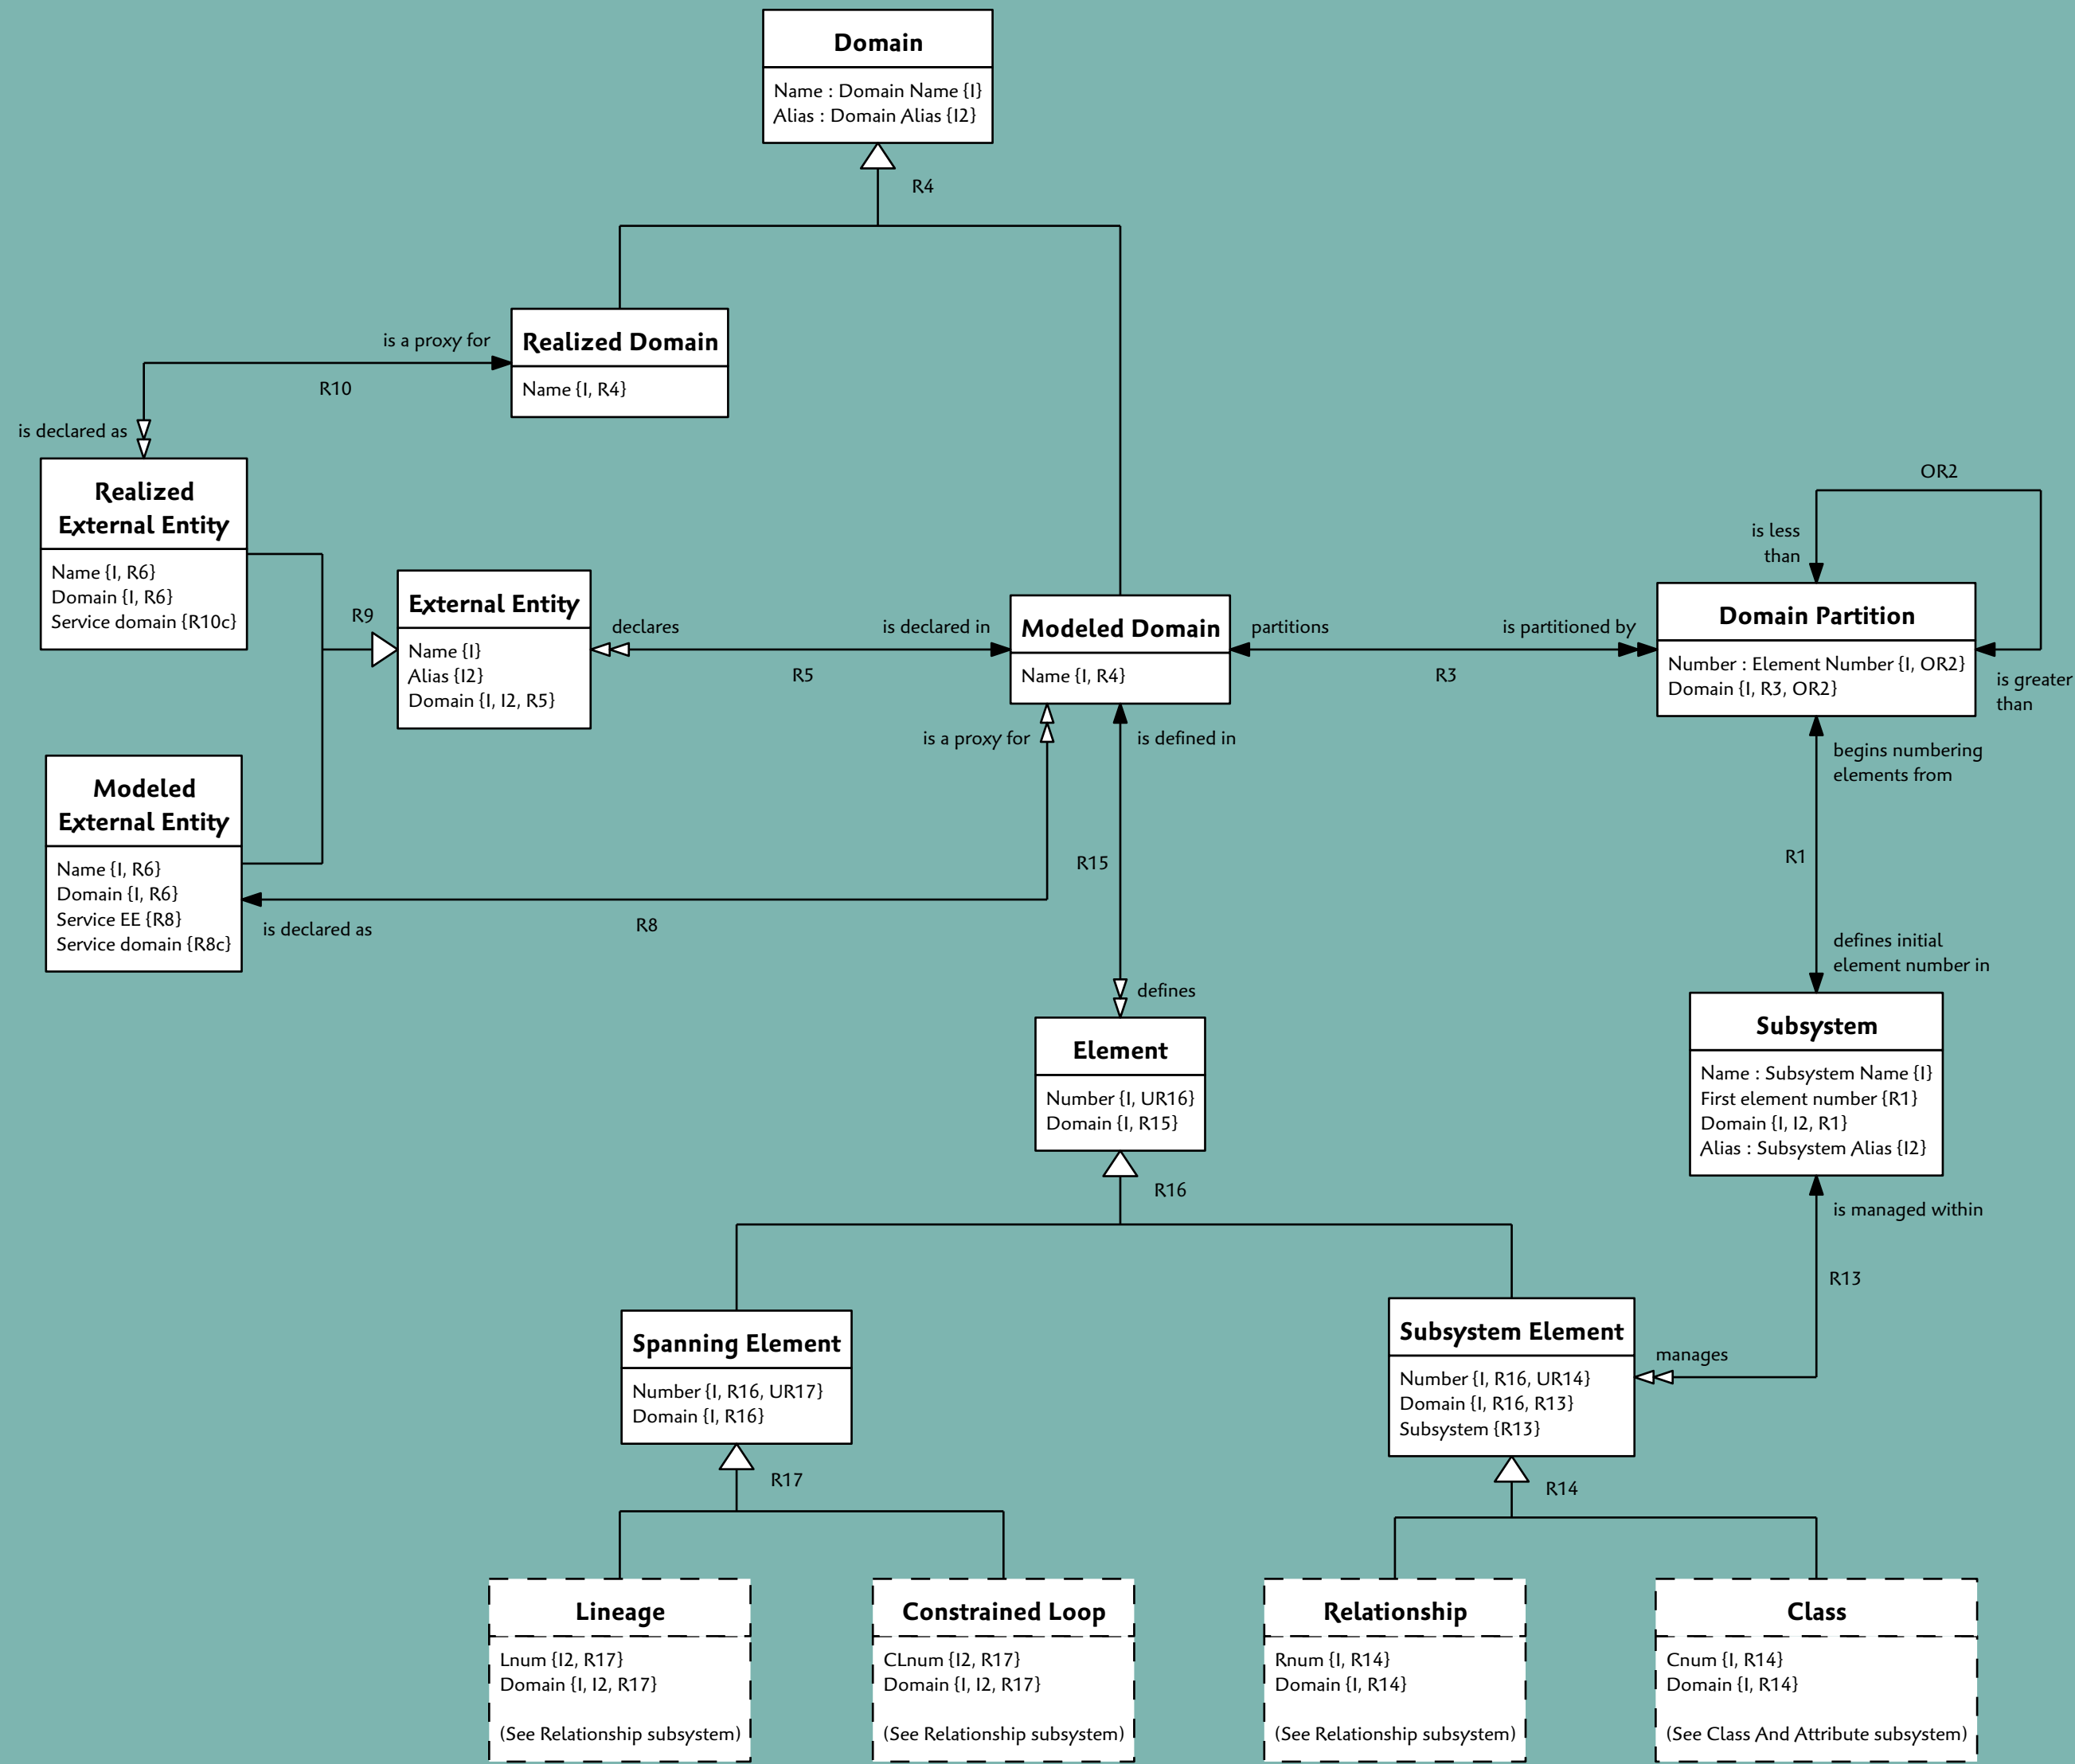 Domain
Name : Domain Name {I}
Alias : Domain Alias {I2}
R4
Realized Domain
Name {I, R4}
is a proxy for
R10
is declared as
Realized
External Entity
Name {I, R6}
Domain {I, R6}
Service domain {R10c}
R9
External Entity
Name {I}
Alias {I2}
Domain {I, I2, R5}
declares
is declared in
R5
Modeled Domain
Name {I, R4}
partitions
is partitioned by
R3
OR2
is less
than
Domain Partition
Number : Element Number {I, OR2}
Domain {I, R3, OR2}
is greater
than
Modeled
External Entity
Name {I, R6}
Domain {I, R6}
Service EE {R8}
Service domain {R8c}
is declared as
R8
is a proxy for
is defined in
R15
defines
begins numbering
elements from
R1
defines initial
element number in
Element
Number {I, UR16}
Domain {I, R15}
R16
Subsystem
Name : Subsystem Name {I}
First element number {R1}
Domain {I, I2, R1}
Alias : Subsystem Alias {I2}
is managed within
R13
manages
Spanning Element
Number {I, R16, UR17}
Domain {I, R16}
R17
Subsystem Element
Number {I, R16, UR14}
Domain {I, R16, R13}
Subsystem {R13}
R14
Lineage
Lnum {I2, R17}
Domain {I, I2, R17}
(See Relationship subsystem)
Constrained Loop
CLnum {I2, R17}
Domain {I, I2, R17}
(See Relationship subsystem)
Relationship
Rnum {I, R14}
Domain {I, R14}
(See Relationship subsystem)
Class
Cnum {I, R14}
Domain {I, R14}
(See Class And Attribute subsystem)